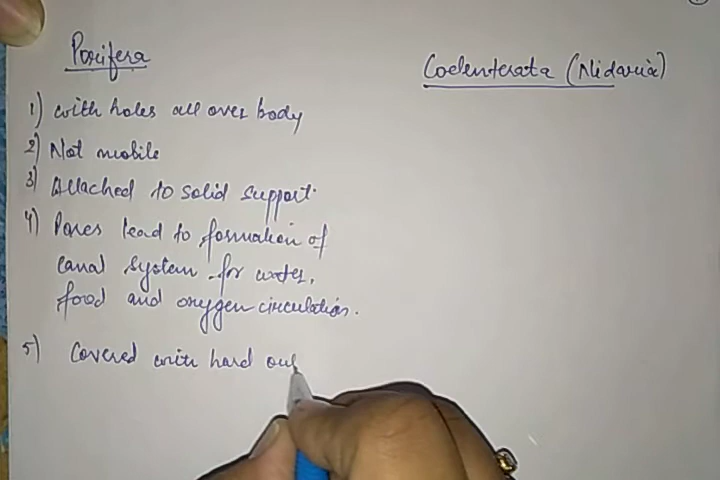 Porifera
Coelenterata (Nidaria)
1) with holes all over body
2) Not mobile
3) Attached to solid support.
4) Pores lead to formation of
canal system for water,
food and oxygen circulation.
5) Covered with hard out